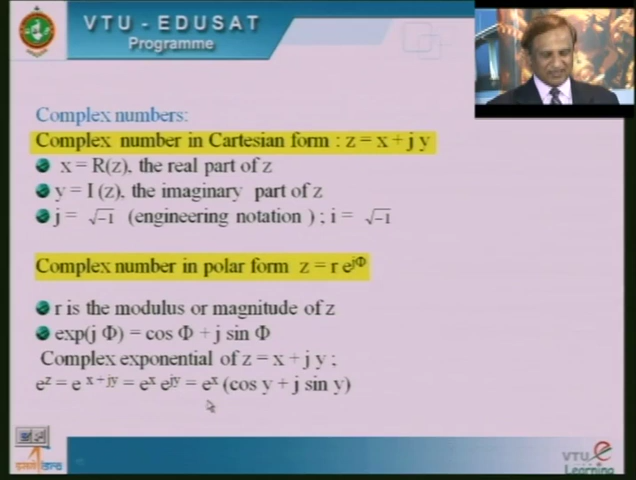 VTU - EDUSAT
Programme
Complex numbers:
Complex number in Cartesian form : z = x + j y
x = R(z), the real part of z
y = I (z), the imaginary part of z
j = √-1 (engineering notation ) ; i = √-1
Complex number in polar form z = r e^jΦ
r is the modulus or magnitude of z
exp(j Φ) = cos Φ + j sin Φ
Complex exponential of z = x + j y ;
e^z = e^x + jy = e^x e^jy = e^x (cos y + j sin y)
VTU e
Learning